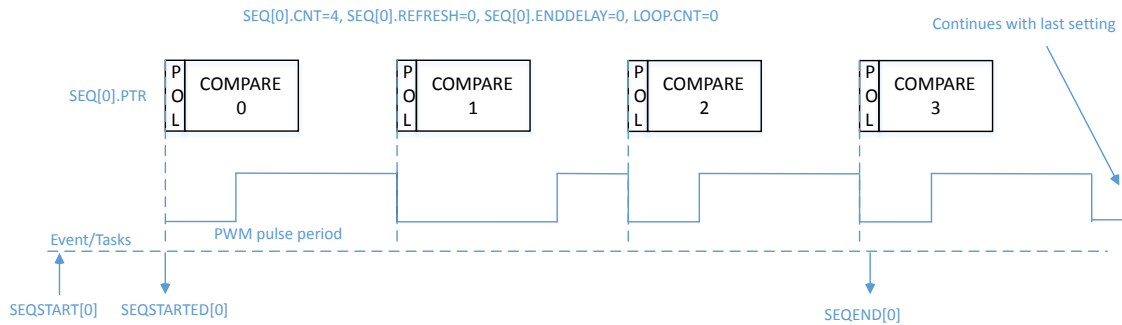 SEQ[0].CNT=4, SEQ[0].REFRESH=0, SEQ[0].ENDDELAY=0, LOOP.CNT=0
Continues with last setting
SEQ[0].PTR
P
O
L
COMPARE
0
P
O
L
COMPARE
1
P
O
L
COMPARE
2
P
O
L
COMPARE
3
Event/Tasks
PWM pulse period
SEQSTART[0]
SEQSTARTED[0]
SEQEND[0]